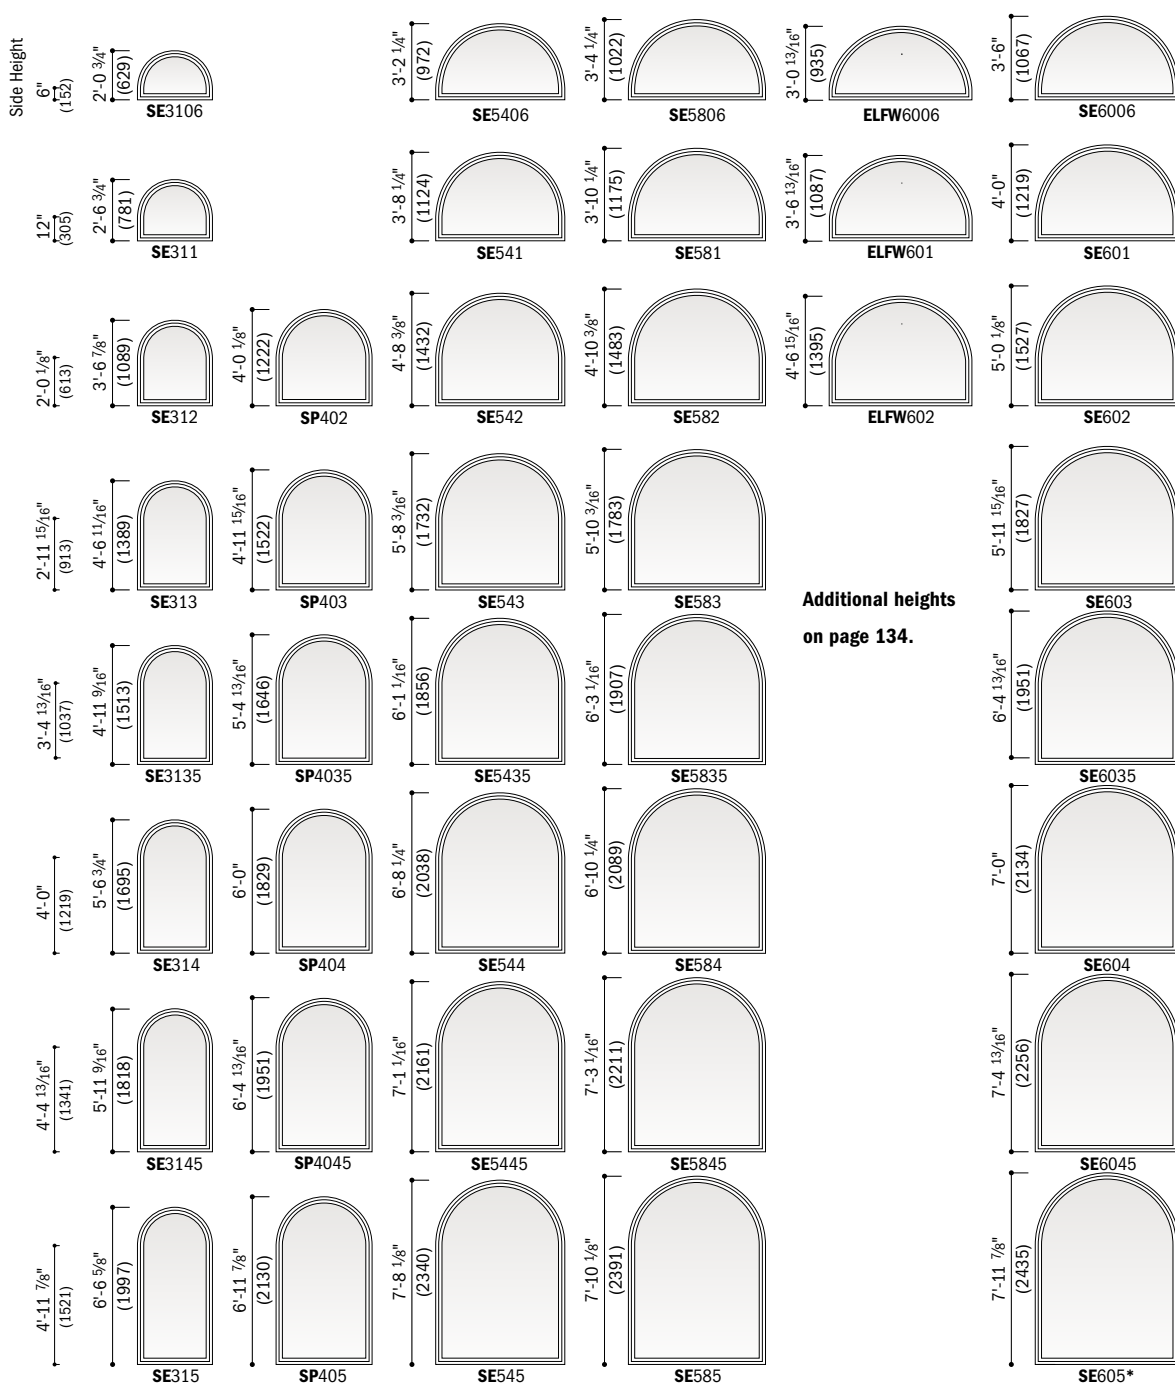 Side Height
6"
(152)
2'-0 3/4"
(629)
SE3106
3'-2 1/4"
(972)
SE5406
3'-4 1/4"
(1022)
SE5806
3'-0 13/16"
(935)
ELFW6006
3'-6"
(1067)
SE6006
12"
(305)
2'-6 3/4"
(781)
SE311
3'-8 1/4"
(1124)
SE541
3'-10 1/4"
(1175)
SE581
3'-6 13/16"
(1087)
ELFW601
4'-0"
(1219)
SE601
2'-0 1/8"
(613)
3'-6 7/8"
(1089)
SE312
4'-0 1/8"
(1222)
SP402
4'-8 3/8"
(1432)
SE542
4'-10 3/8"
(1483)
SE582
4'-6 15/16"
(1395)
ELFW602
5'-0 1/8"
(1527)
SE602
2'-11 15/16"
(913)
4'-6 11/16"
(1389)
SE313
4'-11 15/16"
(1522)
SP403
5'-8 3/16"
(1732)
SE543
5'-10 3/16"
(1783)
SE583
Additional heights
on page 134.
5'-11 15/16"
(1827)
SE603
3'-4 13/16"
(1037)
4'-11 9/16"
(1513)
SE3135
5'-4 13/16"
(1646)
SP4035
6'-1 1/16"
(1856)
SE5435
6'-3 1/16"
(1907)
SE5835
6'-4 13/16"
(1951)
SE6035
4'-0"
(1219)
5'-6 3/4"
(1695)
SE314
6'-0"
(1829)
SP404
6'-8 1/4"
(2038)
SE544
6'-10 1/4"
(2089)
SE584
7'-0"
(2134)
SE604
4'-4 13/16"
(1341)
5'-11 9/16"
(1818)
SE3145
6'-4 13/16"
(1951)
SP4045
7'-1 1/16"
(2161)
SE5445
7'-3 1/16"
(2211)
SE5845
7'-4 13/16"
(2256)
SE6045
4'-11 7/8"
(1521)
6'-6 5/8"
(1997)
SE315
6'-11 7/8"
(2130)
SP405
7'-8 1/8"
(2340)
SE545
7'-10 1/8"
(2391)
SE585
7'-11 7/8"
(2435)
SE605*